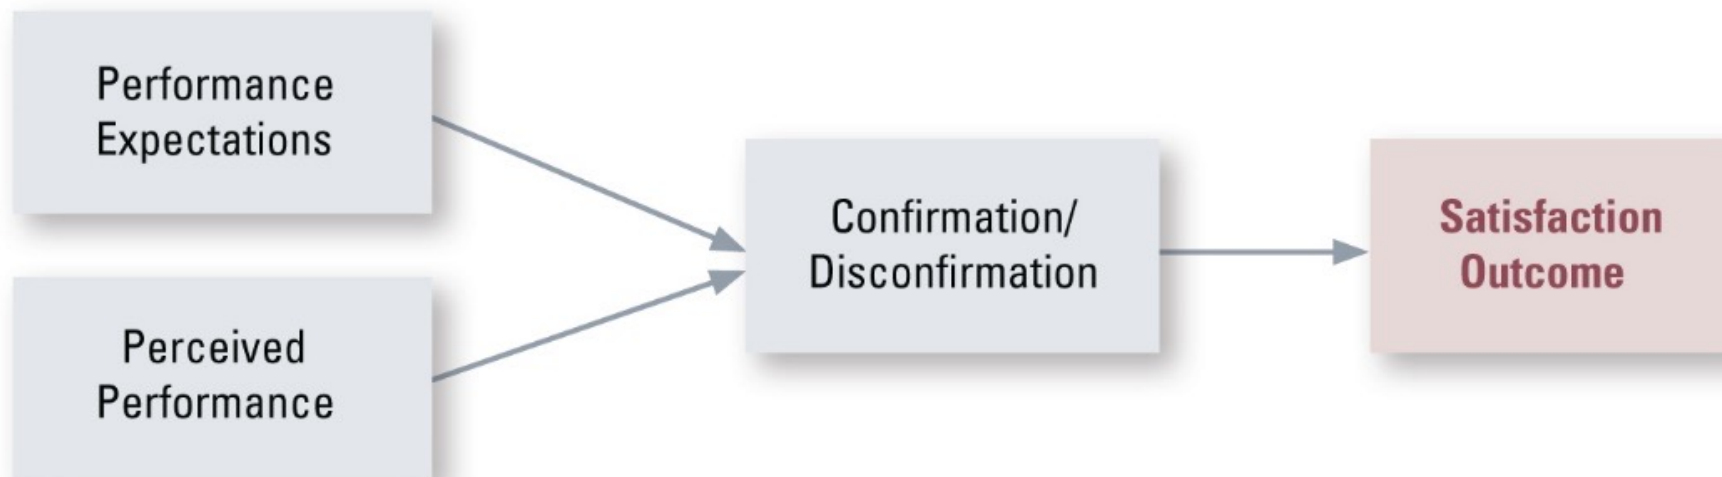 Performance
Expectations
Perceived
Performance
Confirmation/
Disconfirmation
Satisfaction
Outcome